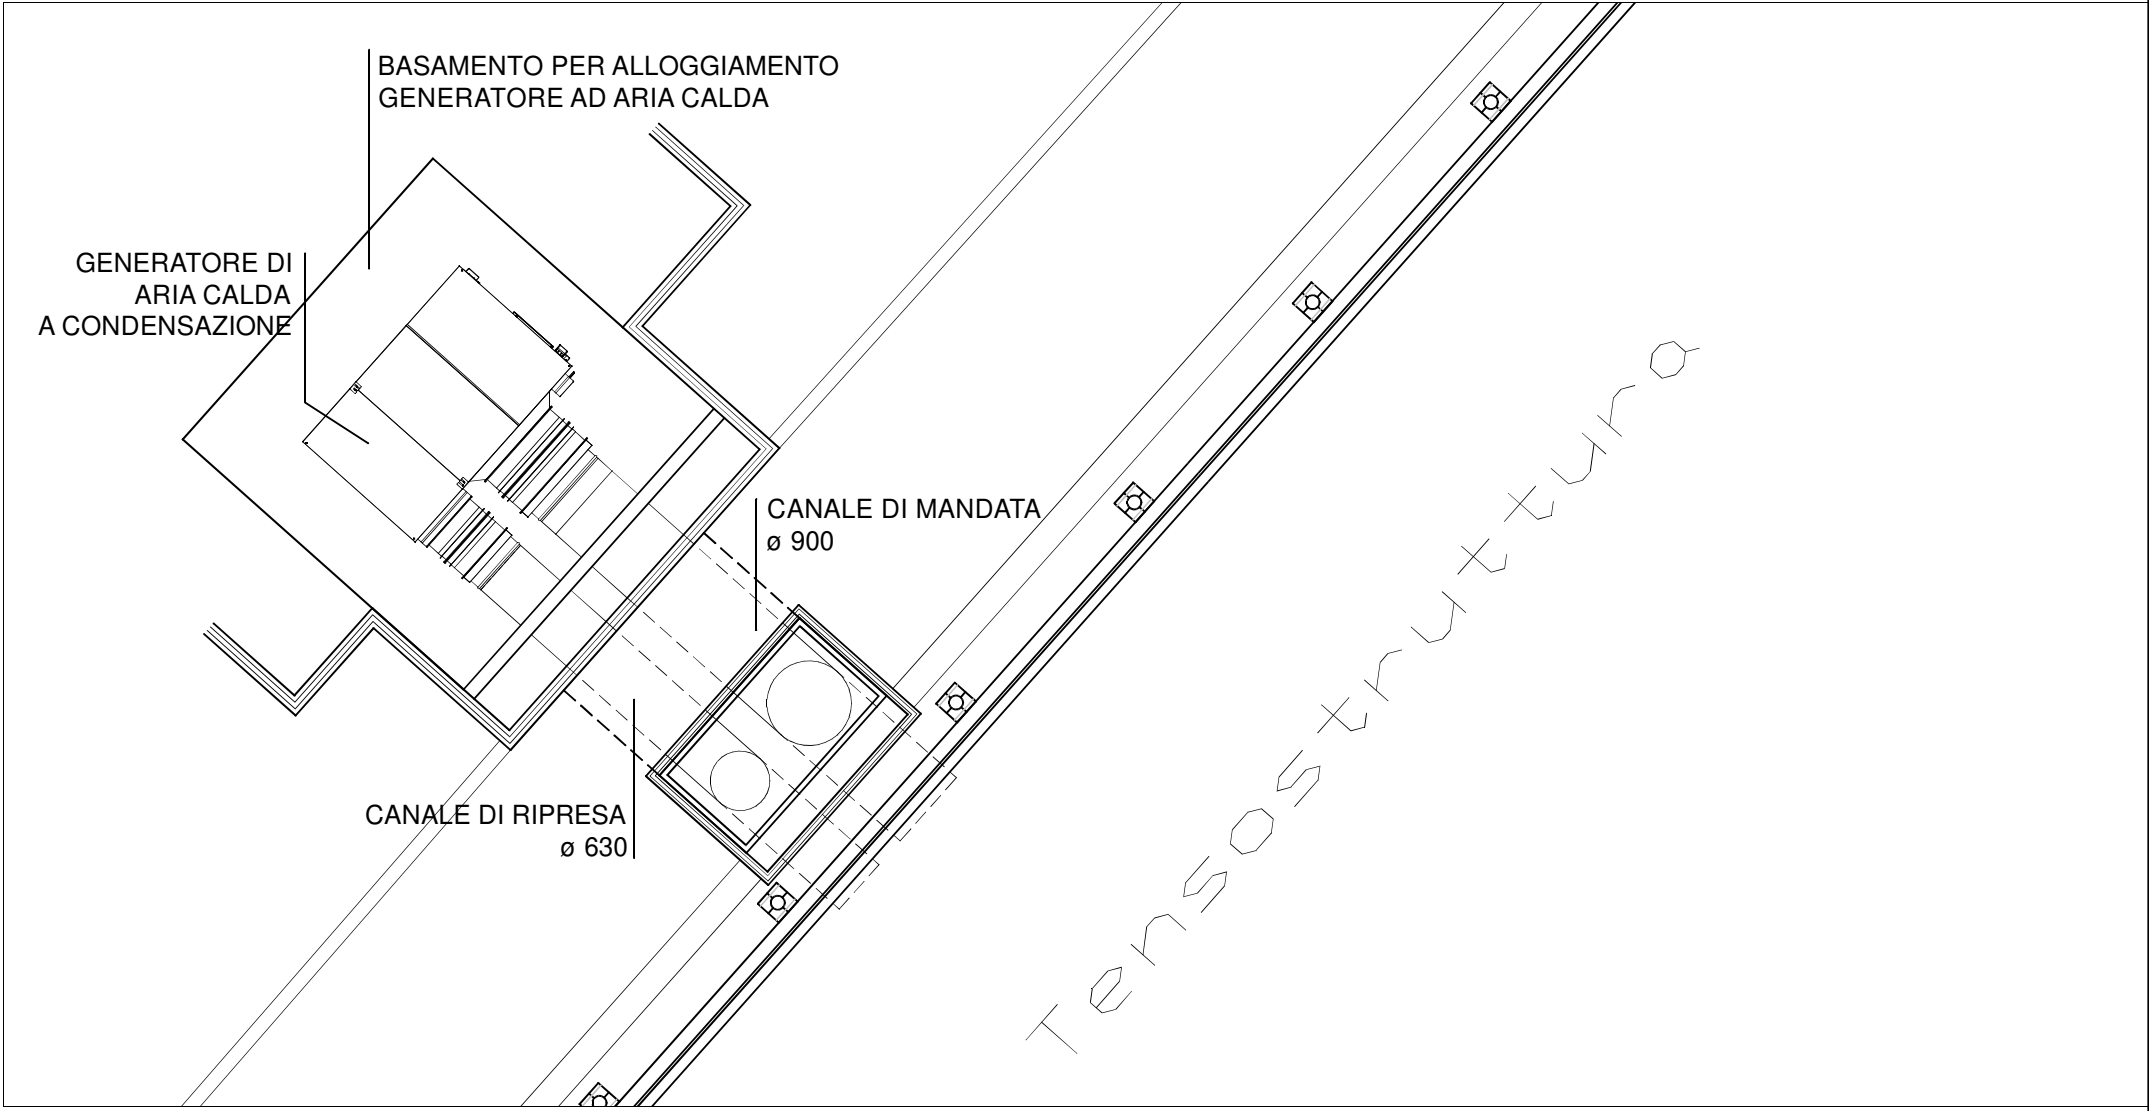 BASAMENTO PER ALLOGGIAMENTO
GENERATORE AD ARIA CALDA
GENERATORE DI
ARIA CALDA
A CONDENSAZIONE
CANALE DI MANDATA
ø 900
CANALE DI RIPRESA
ø 630
Tensostruttura